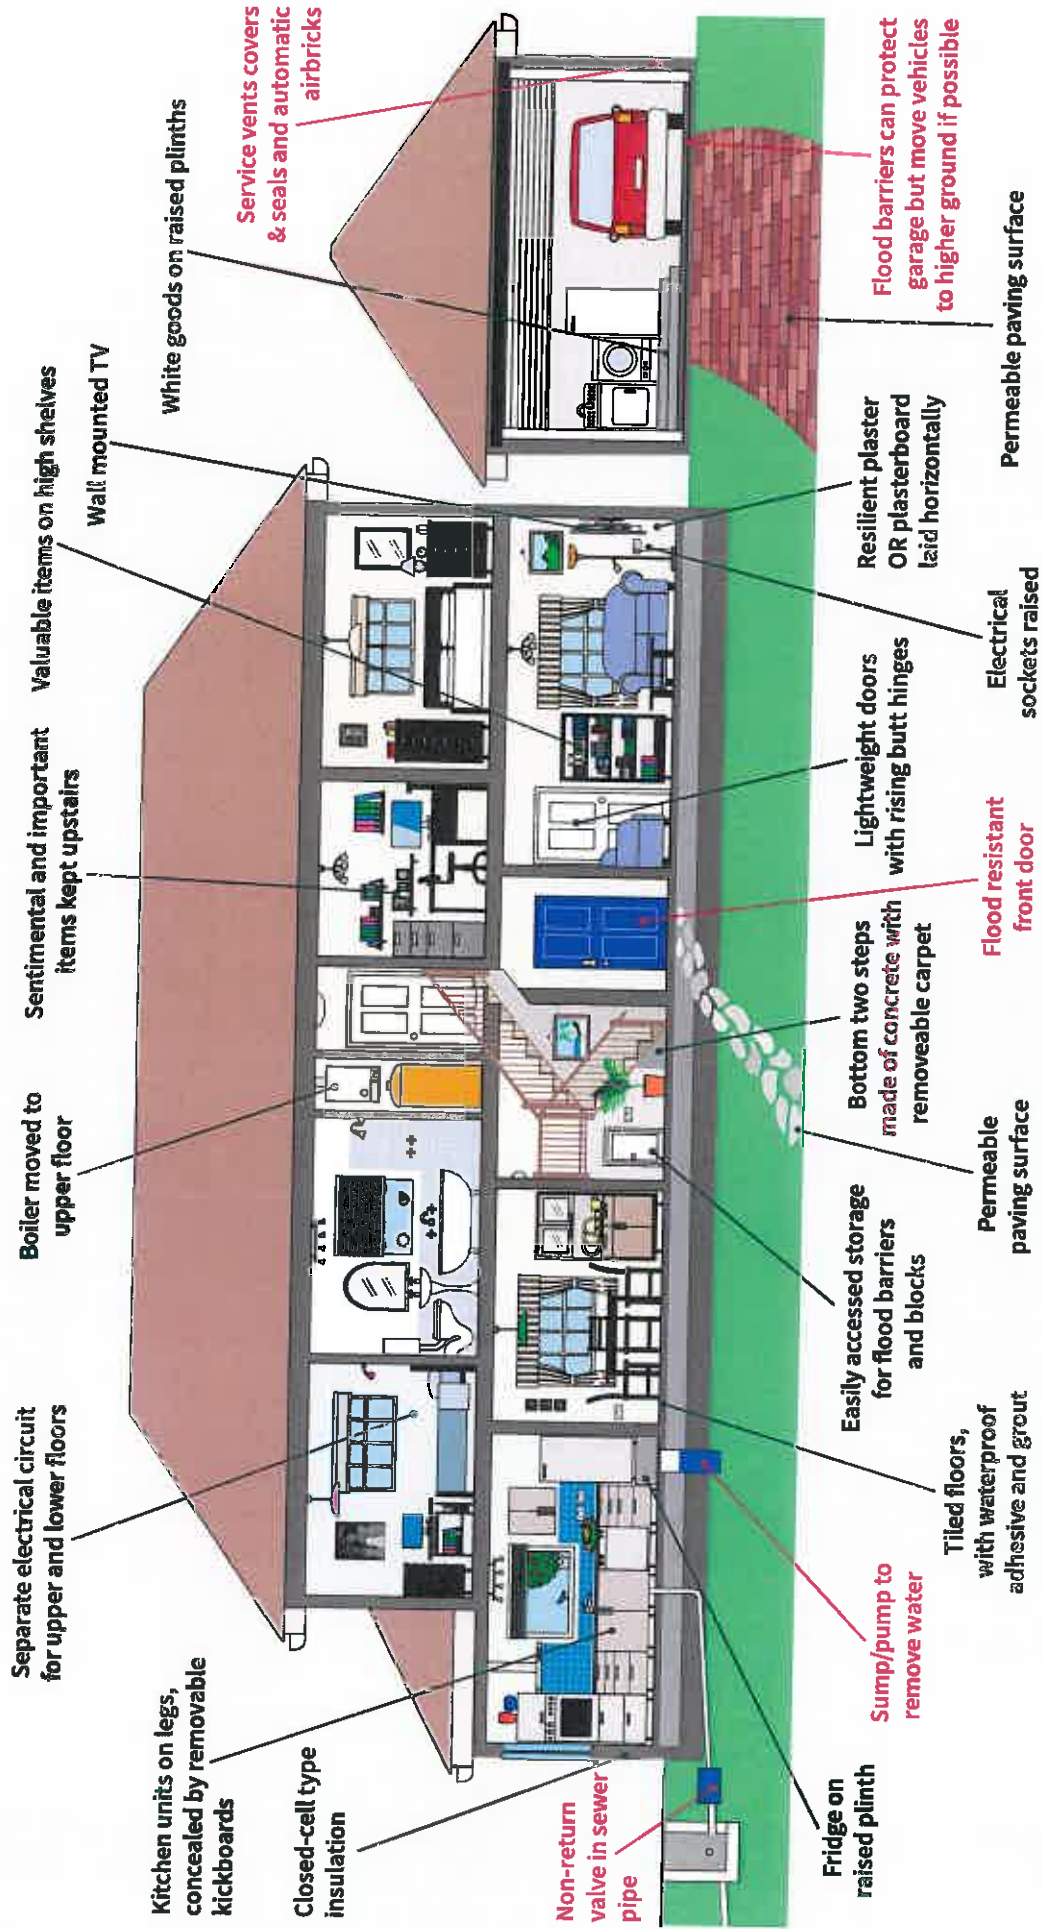 Separate electrical circuit
for upper and lower floors
Boiler moved to
upper floor
Sentimental and important
items kept upstairs
Valuable items on high shelves
Wall mounted TV
White goods on raised plinths
Service vents covers
& seals and automatic
airbricks
Kitchen units on legs,
concealed by removable
kickboards
Closed-cell type
insulation
Non-return
valve in sewer
pipe
Fridge on
raised plinth
Sump/pump to
remove water
Tiled floors,
with waterproof
adhesive and grout
Easily accessed storage
for flood barriers
and blocks
Permeable
paving surface
Bottom two steps
made of concrete with
removeable carpet
Flood resistant
front door
Lightweight doors
with rising butt hinges
Electrical
sockets raised
Resilient plaster
OR plasterboard
laid horizontally
Permeable paving surface
Flood barriers can protect
garage but move vehicles
to higher ground if possible